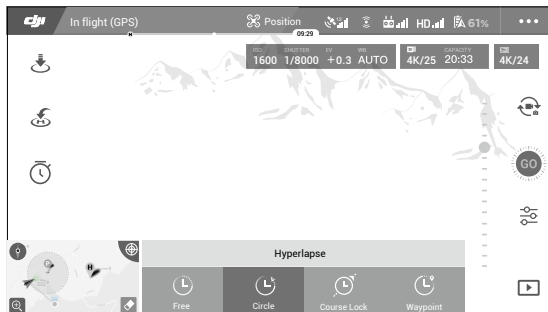 dji In flight (GPS) Position HD 61%
09:29
ISO SHUTTER EV WB CAPACITY
1600 1/8000 +0.3 AUTO 4K/25 20:33 4K/24
H
GO
H
Hyperlapse
Free Circle Course Lock Waypoint